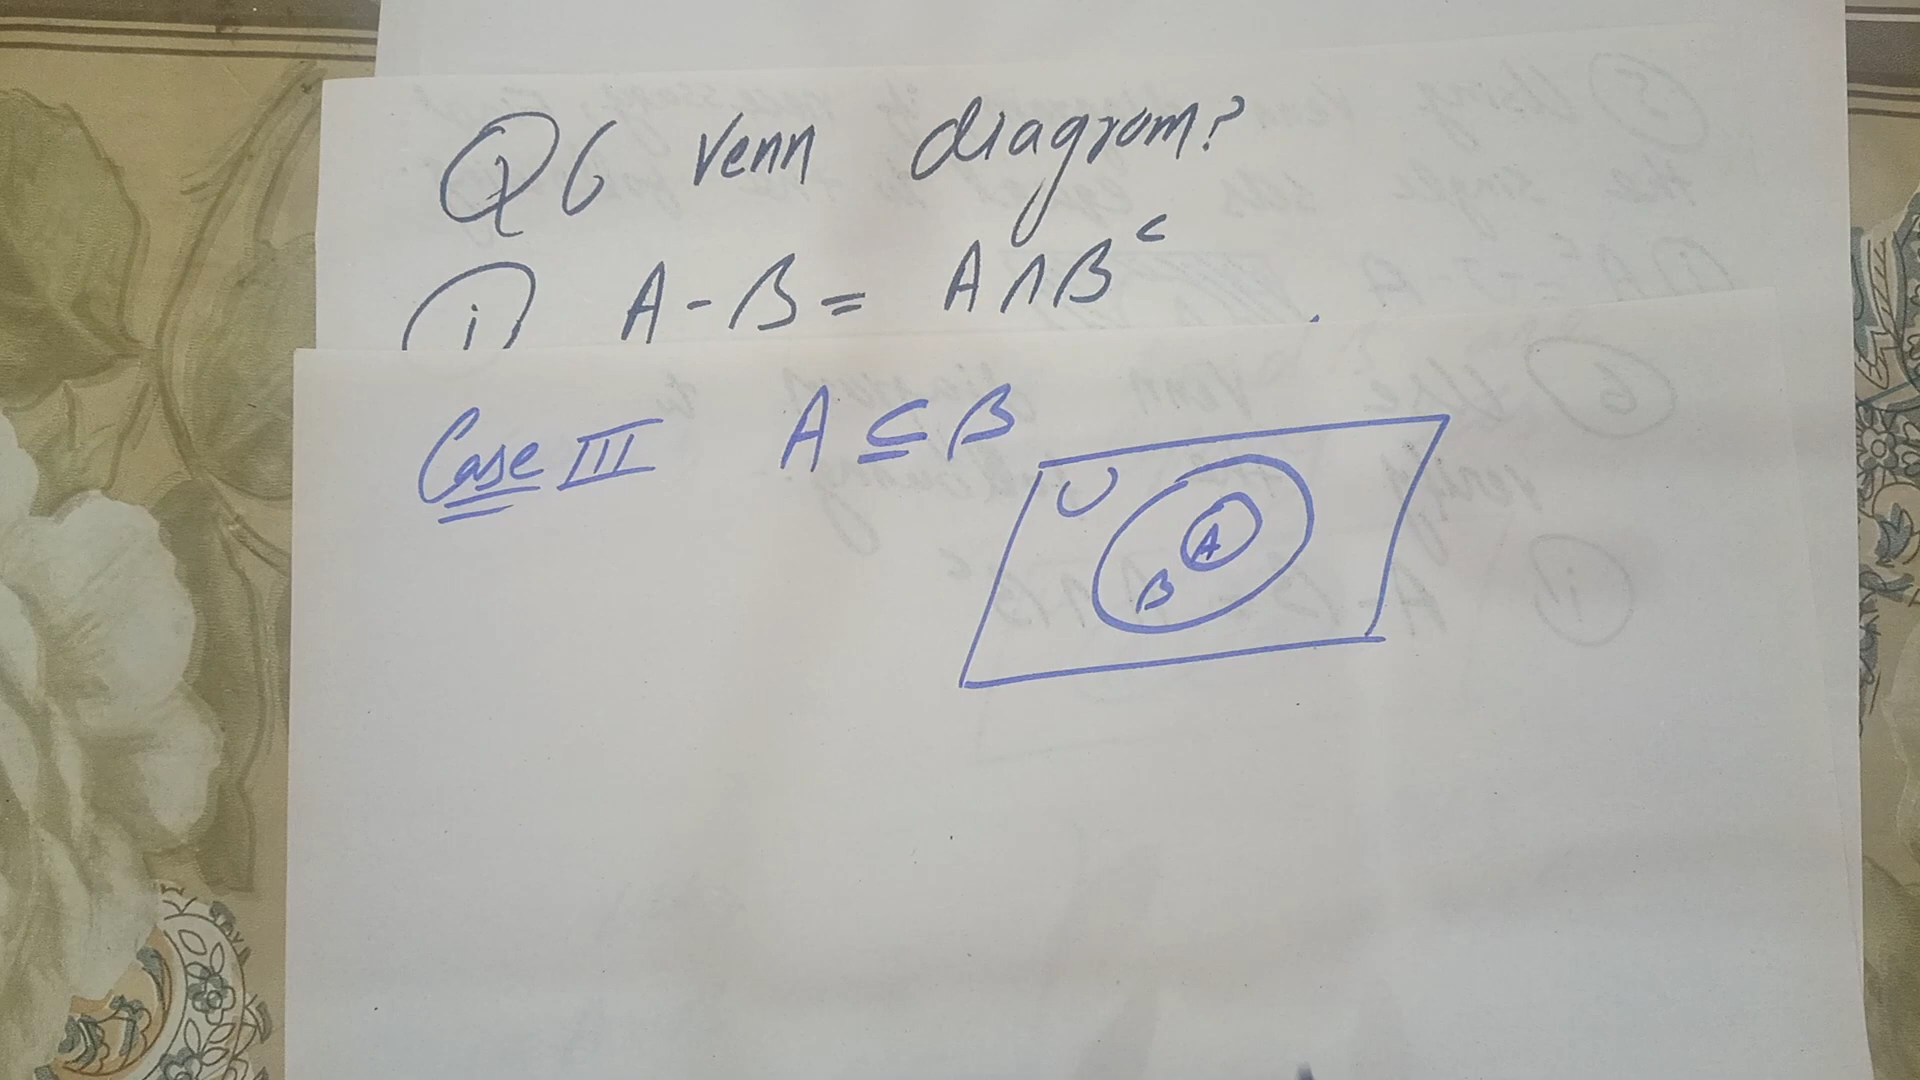 Q6 Venn diagram?
i A - B = A ∩ B^c
Case III A ⊆ B
U
A
B